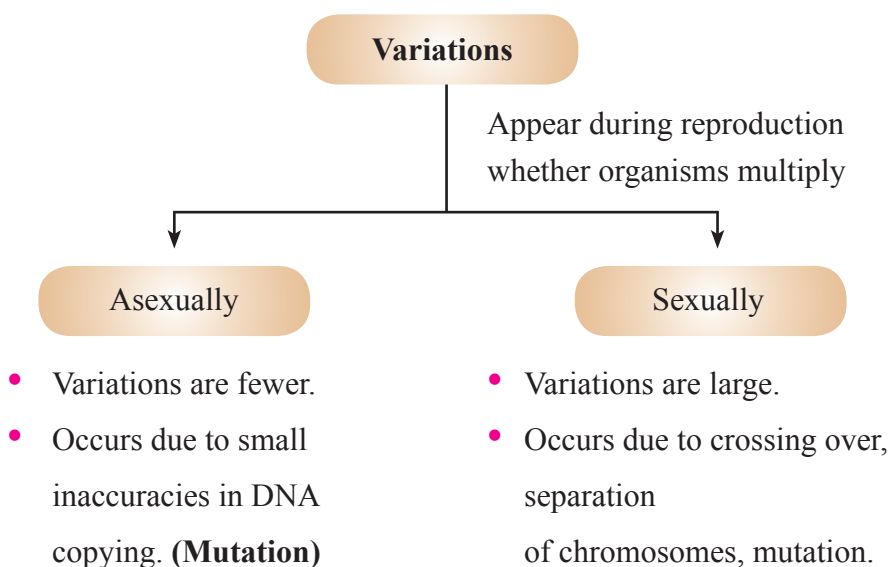 Variations
Appear during reproduction
whether organisms multiply
Asexually
Sexually
• Variations are fewer.
• Occurs due to small
inaccuracies in DNA
copying. (Mutation)
• Variations are large.
• Occurs due to crossing over,
separation
of chromosomes, mutation.